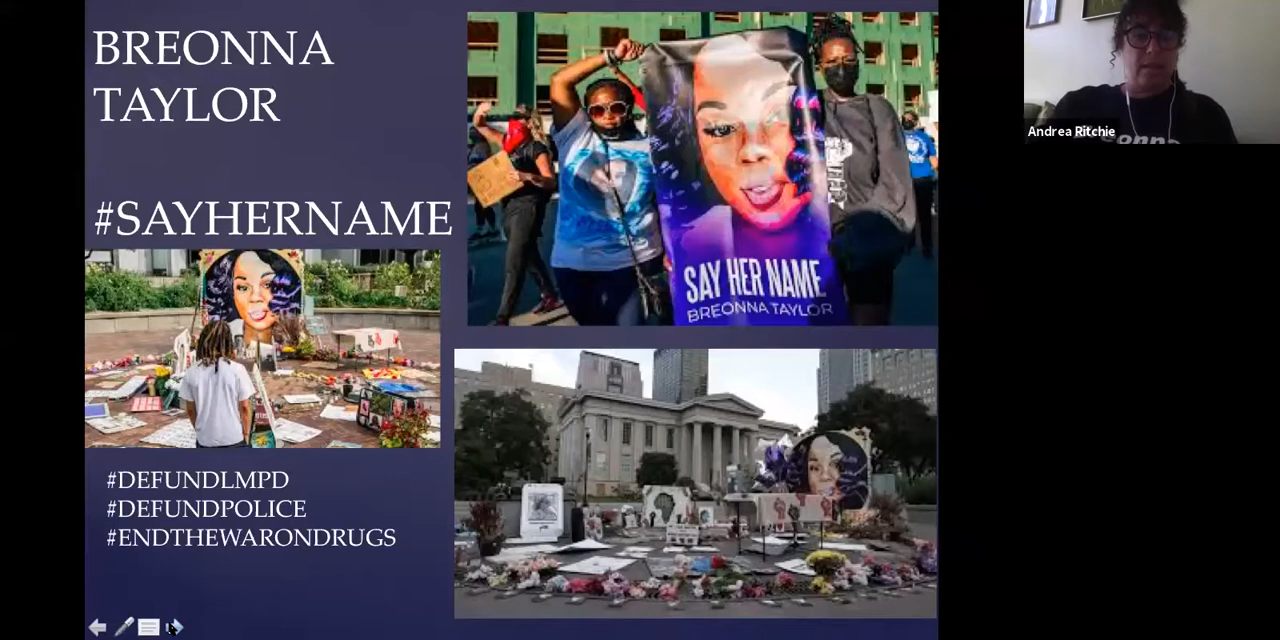 BREONNA
TAYLOR
#SAYHERNAME
SAY HER NAME
BREONNA TAYLOR
#DEFUNDLMPD
#DEFUNDPOLICE
#ENDTHEWARONDRUGS
Andrea Ritchie